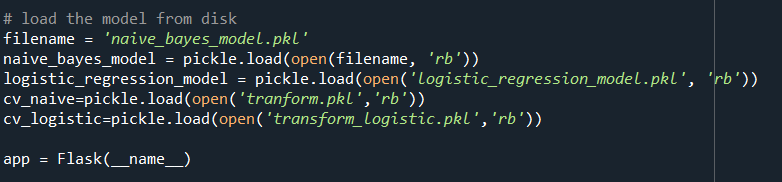 # load the model from disk
filename = 'naive_bayes_model.pkl'
naive_bayes_model = pickle.load(open(filename, 'rb'))
logistic_regression_model = pickle.load(open('logistic_regression_model.pkl', 'rb'))
cv_naive=pickle.load(open('tranform.pkl','rb'))
cv_logistic=pickle.load(open('transform_logistic.pkl','rb'))
app = Flask(__name__)